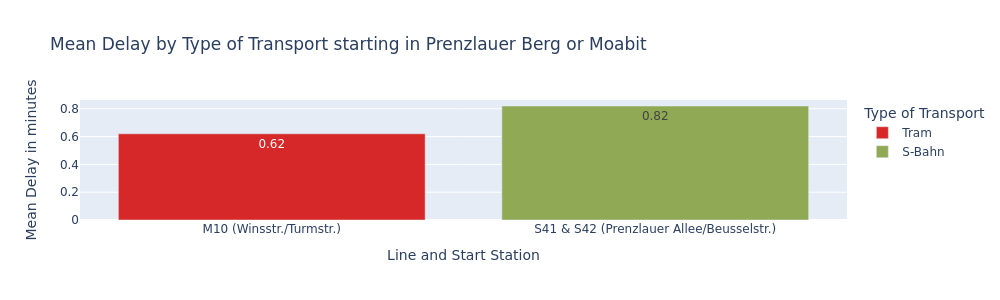 Mean Delay by Type of Transport starting in Prenzlauer Berg or Moabit
Mean Delay in minutes
0.8
0.6
0.4
0.2
0
0.62
0.82
M10 (Winsstr./Turmstr.)
S41 & S42 (Prenzlauer Allee/Beusselstr.)
Line and Start Station
Type of Transport
Tram
S-Bahn